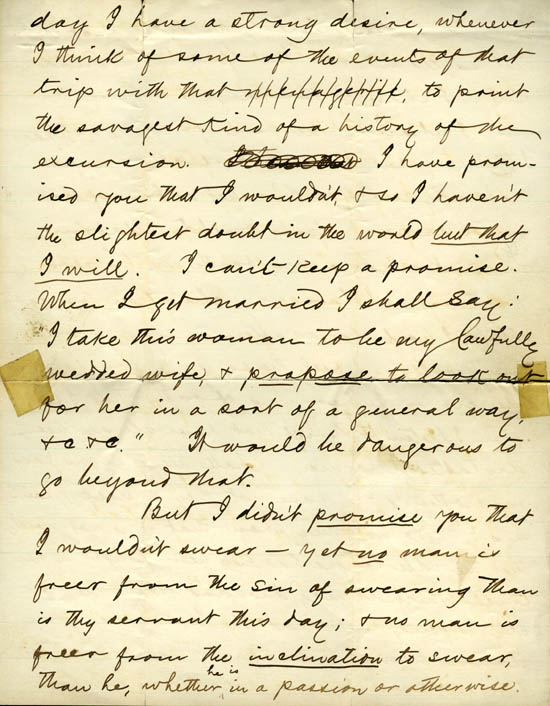 day I have a strong desire, whenever
I think of some of the events of that
trip with that to print
the savagest kind of a history of the
excursion. I have prom-
ised you that I wouldn't, & so I haven't
the slightest doubt in the world but that
I will. I can't keep a promise.
When I get married I shall say:
"I take this woman to be my lawfully
wedded wife, & propose to look out
for her in a sort of a general way,
&c &c." It would be dangerous to
go beyond that.
But I didn't promise you that
I wouldn't swear — yet no man is
freer from the sin of swearing than
is thy servant this day; & no man is
freer from the inclination to swear,
than he, whether he is in a passion or otherwise.